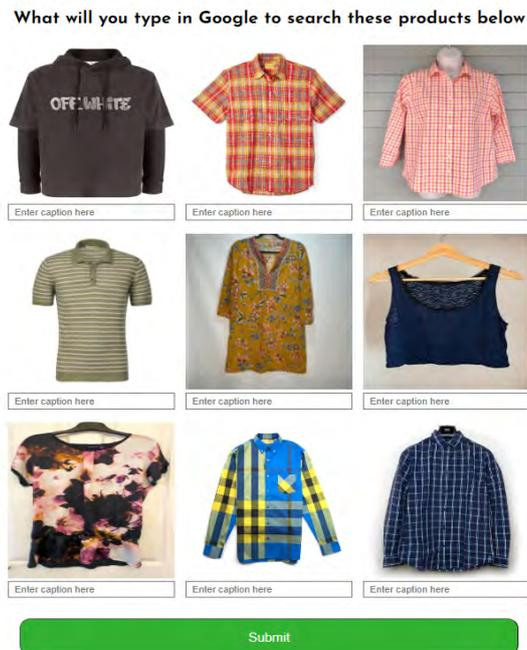 What will you type in Google to search these products below
OFF_WHITE
Enter caption here
Enter caption here
Enter caption here
Enter caption here
Enter caption here
Enter caption here
Enter caption here
Enter caption here
Enter caption here
Submit